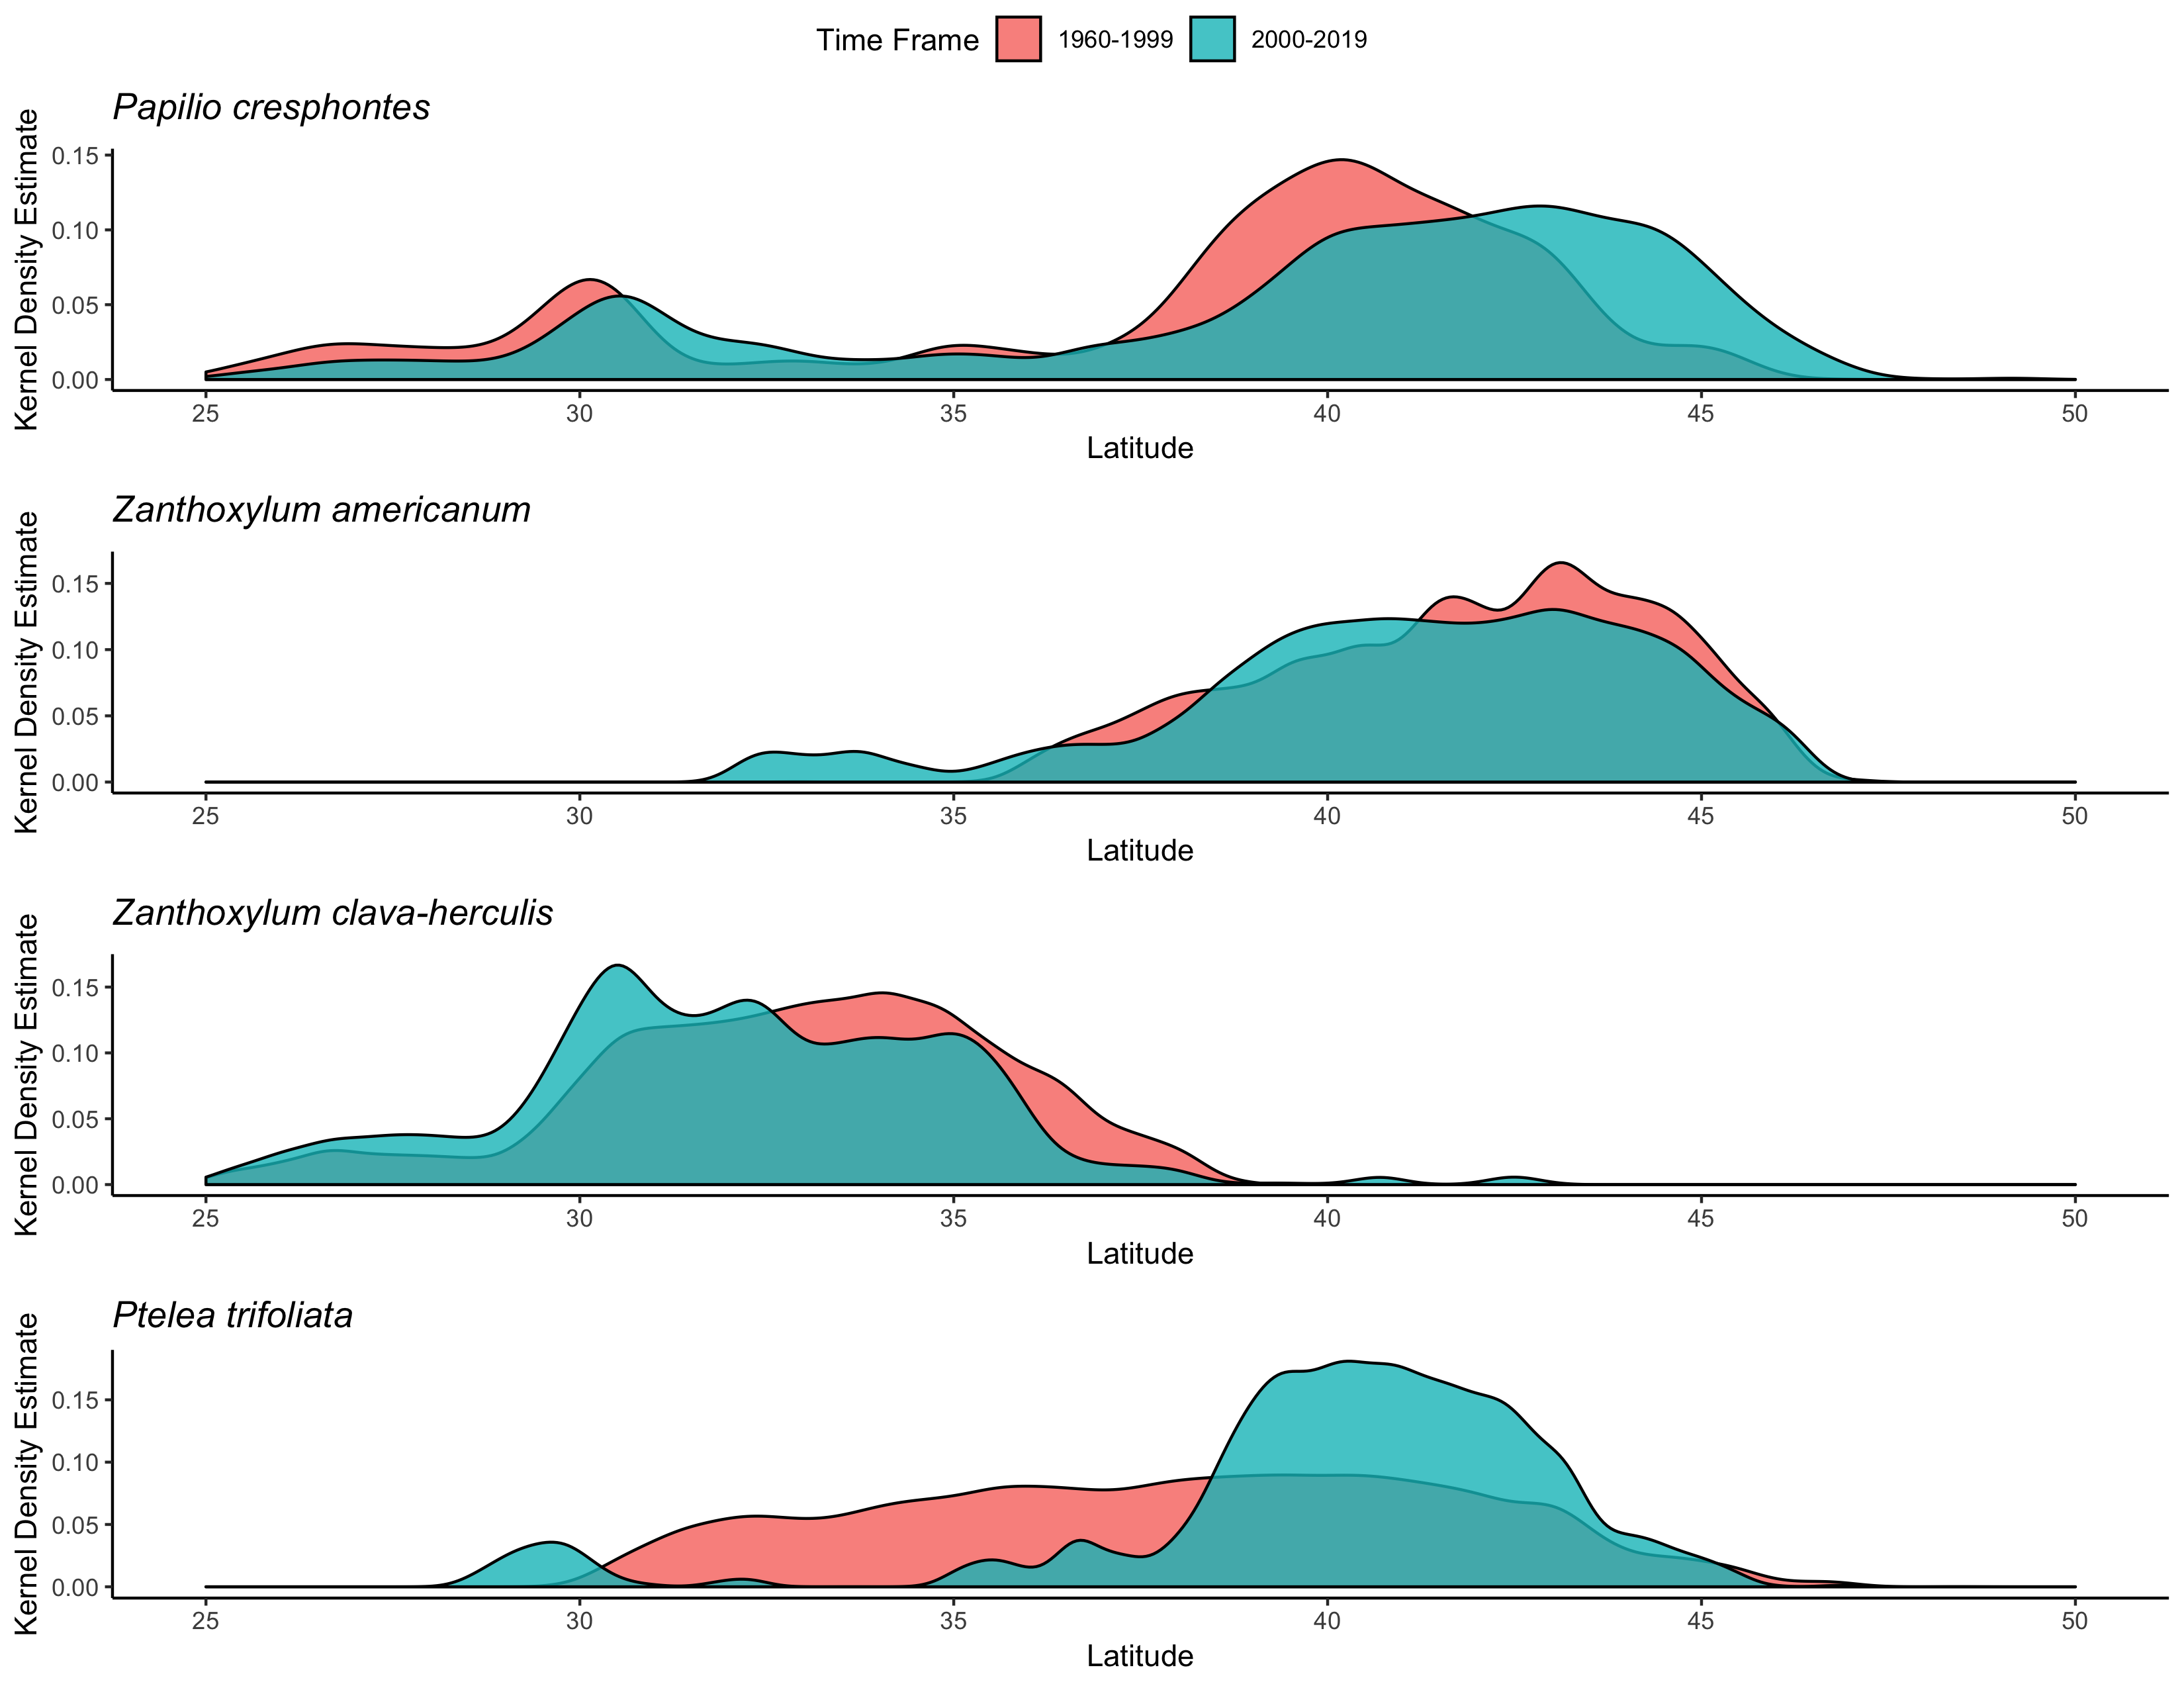 Time Frame 1960-1999 2000-2019
Papilio cresphontes
Kernel Density Estimate
0.15
0.10
0.05
0.00
25 30 35 40 45 50
Latitude
Zanthoxylum americanum
Kernel Density Estimate
0.15
0.10
0.05
0.00
25 30 35 40 45 50
Latitude
Zanthoxylum clava-herculis
Kernel Density Estimate
0.15
0.10
0.05
0.00
25 30 35 40 45 50
Latitude
Ptelea trifoliata
Kernel Density Estimate
0.15
0.10
0.05
0.00
25 30 35 40 45 50
Latitude